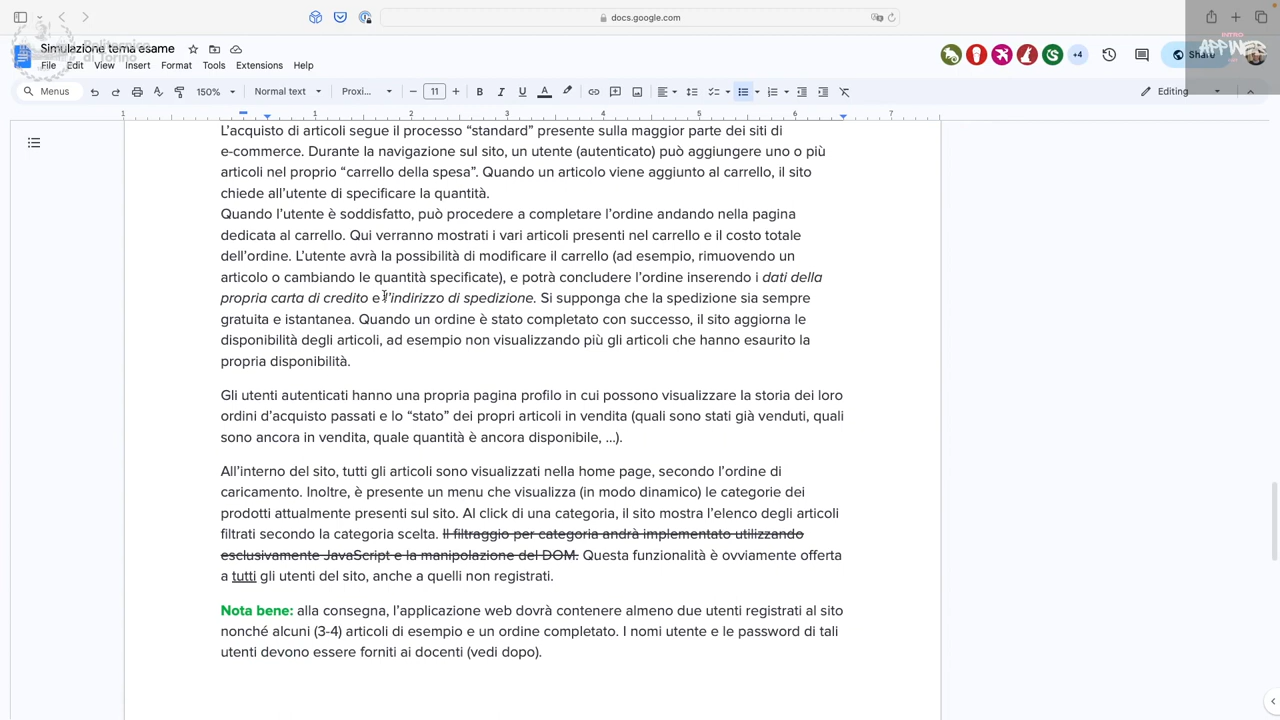 docs.google.com
Simulazione tema esame
Politecnico
di Torino
File Edit View Insert Format Tools Extensions Help
+4
Share
INTRO
APPIWEB
Menus
150%
Normal text
Proxi...
11
Editing
1 1 2 3 4 5 6 7
L'acquisto di articoli segue il processo “standard” presente sulla maggior parte dei siti di
e-commerce. Durante la navigazione sul sito, un utente (autenticato) può aggiungere uno o più
articoli nel proprio “carrello della spesa”. Quando un articolo viene aggiunto al carrello, il sito
chiede all'utente di specificare la quantità.
Quando l'utente è soddisfatto, può procedere a completare l'ordine andando nella pagina
dedicata al carrello. Qui verranno mostrati i vari articoli presenti nel carrello e il costo totale
dell'ordine. L'utente avrà la possibilità di modificare il carrello (ad esempio, rimuovendo un
articolo o cambiando le quantità specificate), e potrà concludere l'ordine inserendo i dati della
propria carta di credito e l'indirizzo di spedizione. Si supponga che la spedizione sia sempre
gratuita e istantanea. Quando un ordine è stato completato con successo, il sito aggiorna le
disponibilità degli articoli, ad esempio non visualizzando più gli articoli che hanno esaurito la
propria disponibilità.
Gli utenti autenticati hanno una propria pagina profilo in cui possono visualizzare la storia dei loro
ordini d'acquisto passati e lo “stato” dei propri articoli in vendita (quali sono stati già venduti, quali
sono ancora in vendita, quale quantità è ancora disponibile, ...).
All'interno del sito, tutti gli articoli sono visualizzati nella home page, secondo l'ordine di
caricamento. Inoltre, è presente un menu che visualizza (in modo dinamico) le categorie dei
prodotti attualmente presenti sul sito. Al click di una categoria, il sito mostra l'elenco degli articoli
filtrati secondo la categoria scelta. Il filtraggio per categoria andrà implementato utilizzando
esclusivamente JavaScript e la manipolazione del DOM. Questa funzionalità è ovviamente offerta
a tutti gli utenti del sito, anche a quelli non registrati.
Nota bene: alla consegna, l'applicazione web dovrà contenere almeno due utenti registrati al sito
nonché alcuni (3-4) articoli di esempio e un ordine completato. I nomi utente e le password di tali
utenti devono essere forniti ai docenti (vedi dopo).